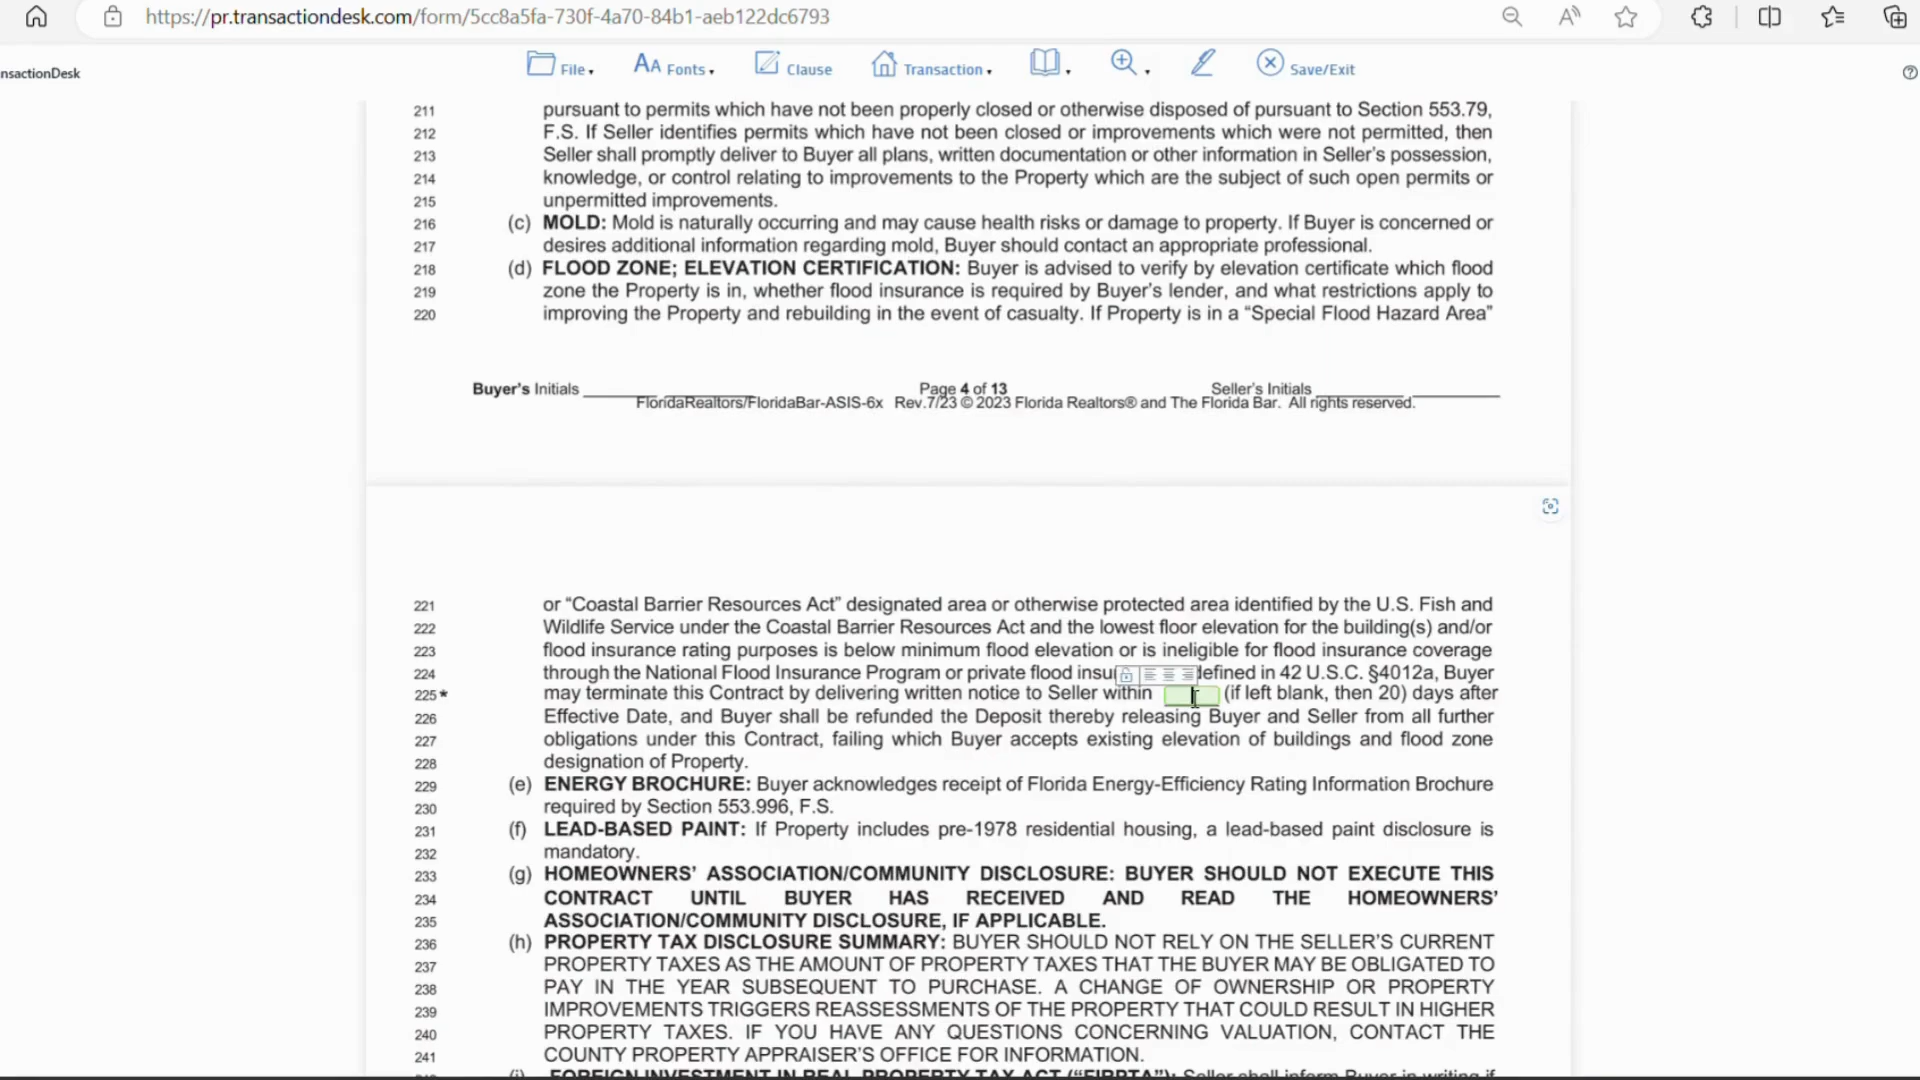 https://pr.transactiondesk.com/form/5cc8a5fa-730f-4a70-84b1-aeb122dc6793
nsactionDesk
File
Fonts
Clause
Transaction
Save/Exit
211 pursuant to permits which have not been properly closed or otherwise disposed of pursuant to Section 553.79,
212 F.S. If Seller identifies permits which have not been closed or improvements which were not permitted, then
213 Seller shall promptly deliver to Buyer all plans, written documentation or other information in Seller's possession,
214 knowledge, or control relating to improvements to the Property which are the subject of such open permits or
215 unpermitted improvements.
216 (c) MOLD: Mold is naturally occurring and may cause health risks or damage to property. If Buyer is concerned or
217 desires additional information regarding mold, Buyer should contact an appropriate professional.
218 (d) FLOOD ZONE; ELEVATION CERTIFICATION: Buyer is advised to verify by elevation certificate which flood
219 zone the Property is in, whether flood insurance is required by Buyer's lender, and what restrictions apply to
220 improving the Property and rebuilding in the event of casualty. If Property is in a “Special Flood Hazard Area”
Buyer's Initials Page 4 of 13 Seller's Initials
FloridaRealtors/FloridaBar-ASIS-6x Rev.7/23 © 2023 Florida Realtors® and The Florida Bar. All rights reserved.
221 or “Coastal Barrier Resources Act” designated area or otherwise protected area identified by the U.S. Fish and
222 Wildlife Service under the Coastal Barrier Resources Act and the lowest floor elevation for the building(s) and/or
223 flood insurance rating purposes is below minimum flood elevation or is ineligible for flood insurance coverage
224 through the National Flood Insurance Program or private flood insu efined in 42 U.S.C. §4012a, Buyer
225 * may terminate this Contract by delivering written notice to Seller within (if left blank, then 20) days after
226 Effective Date, and Buyer shall be refunded the Deposit thereby releasing Buyer and Seller from all further
227 obligations under this Contract, failing which Buyer accepts existing elevation of buildings and flood zone
228 designation of Property.
229 (e) ENERGY BROCHURE: Buyer acknowledges receipt of Florida Energy-Efficiency Rating Information Brochure
230 required by Section 553.996, F.S.
231 (f) LEAD-BASED PAINT: If Property includes pre-1978 residential housing, a lead-based paint disclosure is
232 mandatory.
233 (g) HOMEOWNERS' ASSOCIATION/COMMUNITY DISCLOSURE: BUYER SHOULD NOT EXECUTE THIS
234 CONTRACT UNTIL BUYER HAS RECEIVED AND READ THE HOMEOWNERS'
235 ASSOCIATION/COMMUNITY DISCLOSURE, IF APPLICABLE.
236 (h) PROPERTY TAX DISCLOSURE SUMMARY: BUYER SHOULD NOT RELY ON THE SELLER'S CURRENT
237 PROPERTY TAXES AS THE AMOUNT OF PROPERTY TAXES THAT THE BUYER MAY BE OBLIGATED TO
238 PAY IN THE YEAR SUBSEQUENT TO PURCHASE. A CHANGE OF OWNERSHIP OR PROPERTY
239 IMPROVEMENTS TRIGGERS REASSESSMENTS OF THE PROPERTY THAT COULD RESULT IN HIGHER
240 PROPERTY TAXES. IF YOU HAVE ANY QUESTIONS CONCERNING VALUATION, CONTACT THE
241 COUNTY PROPERTY APPRAISER'S OFFICE FOR INFORMATION.
(i) FOREIGN INVESTMENT IN REAL PROPERTY TAX ACT (“FIRPTA”): Seller shall inform Buyer in writing if